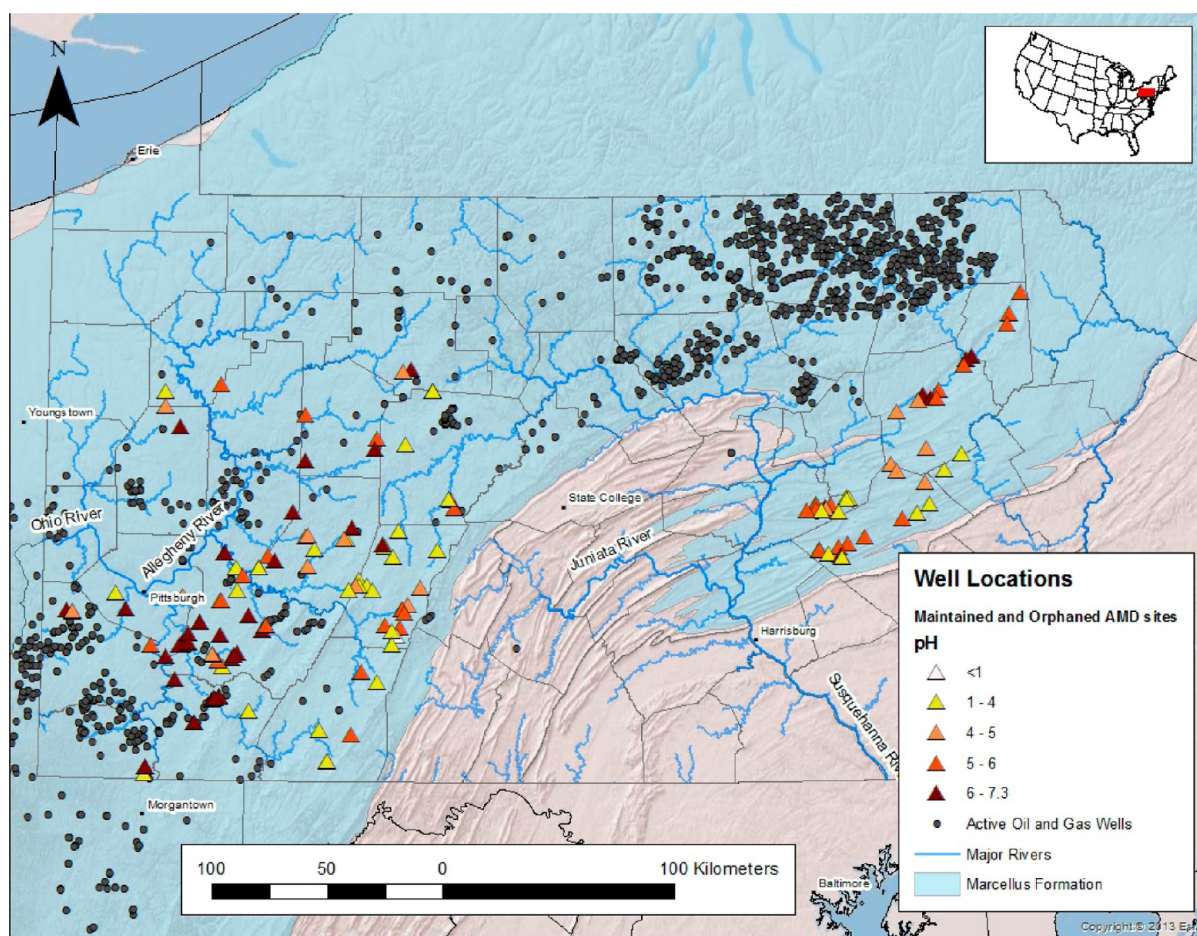 N
Erie
Youngstown
Ohio River
Allegheny River
Pittsburgh
State College
Juniata River
Harrisburg
Susquehanna
Morgantown
Baltimore
Well Locations
Maintained and Orphaned AMD sites
pH
<1
1 - 4
4 - 5
5 - 6
6 - 7.3
Active Oil and Gas Wells
Major Rivers
Marcellus Formation
100 50 0 100 Kilometers
Copyright:© 2013